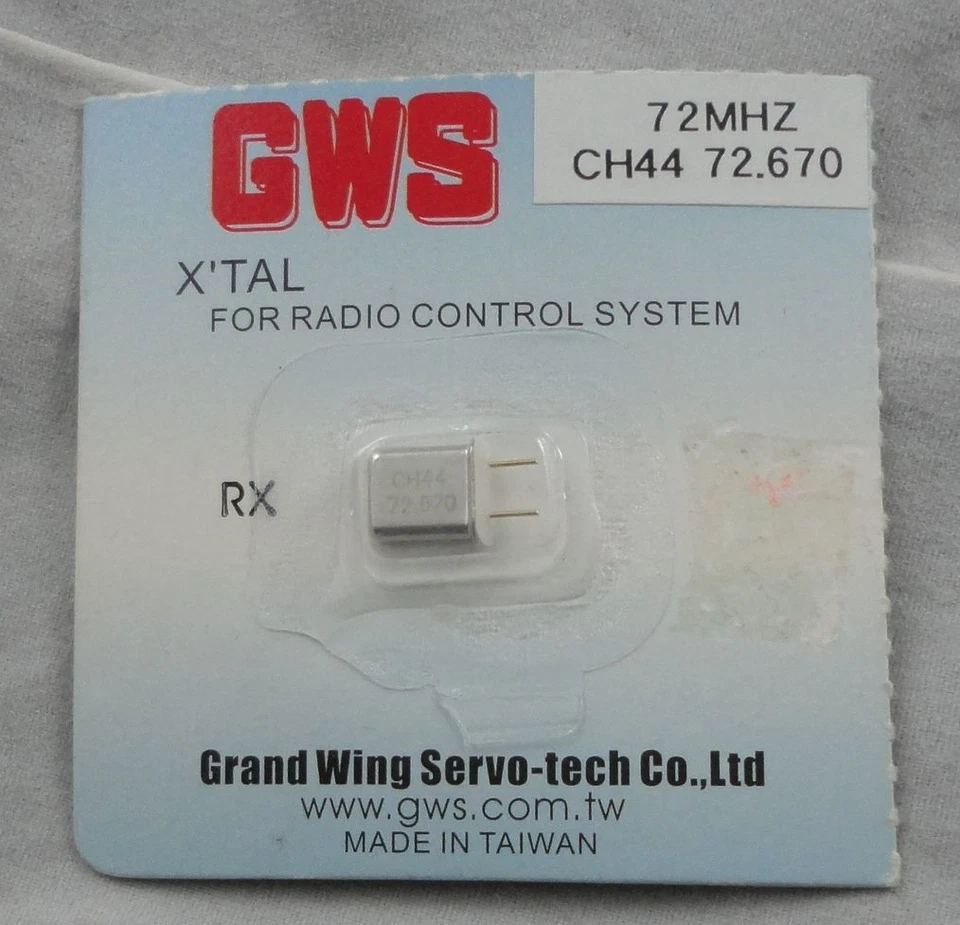 GWS
72MHZ
CH44 72.670
X'TAL
FOR RADIO CONTROL SYSTEM
RX
CH44
72.670
Grand Wing Servo-tech Co.,Ltd
www.gws.com.tw
MADE IN TAIWAN